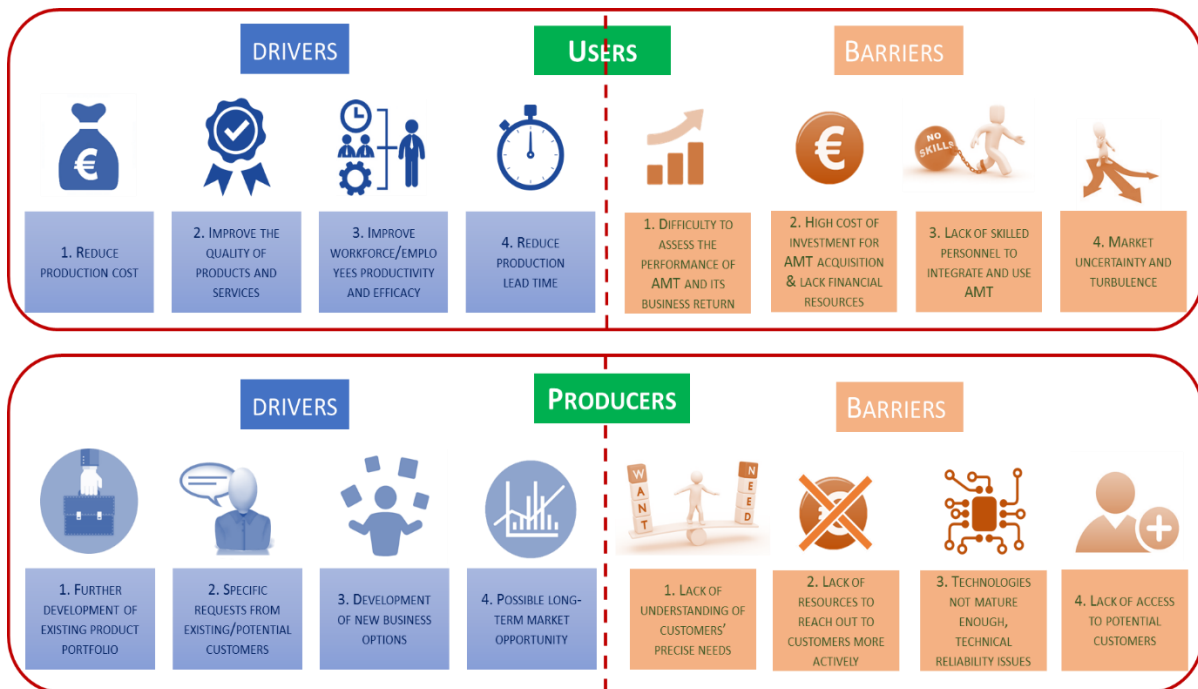 DRIVERS
USERS
BARRIERS
€
€
NO
SKILLS
1. REDUCE
PRODUCTION COST
2. IMPROVE THE
QUALITY OF
PRODUCTS AND
SERVICES
3. IMPROVE
WORKFORCE/EMPLO
YEES PRODUCTIVITY
AND EFFICACY
4. REDUCE
PRODUCTION
LEAD TIME
1. DIFFICULTY TO
ASSESS THE
PERFORMANCE OF
AMT AND ITS
BUSINESS RETURN
2. HIGH COST OF
INVESTMENT FOR
AMT ACQUISITION
& LACK FINANCIAL
RESOURCES
3. LACK OF SKILLED
PERSONNEL TO
INTEGRATE AND USE
AMT
4. MARKET
UNCERTAINTY AND
TURBULENCE
DRIVERS
PRODUCERS
BARRIERS
WANT
NEED
€
1. FURTHER
DEVELOPMENT OF
EXISTING PRODUCT
PORTFOLIO
2. SPECIFIC
REQUESTS FROM
EXISTING/POTENTIAL
CUSTOMERS
3. DEVELOPMENT
OF NEW BUSINESS
OPTIONS
4. POSSIBLE LONG-
TERM MARKET
OPPORTUNITY
1. LACK OF
UNDERSTANDING OF
CUSTOMERS'
PRECISE NEEDS
2. LACK OF
RESOURCES TO
REACH OUT TO
CUSTOMERS MORE
ACTIVELY
3. TECHNOLOGIES
NOT MATURE
ENOUGH,
TECHNICAL
RELIABILITY ISSUES
4. LACK OF ACCESS
TO POTENTIAL
CUSTOMERS